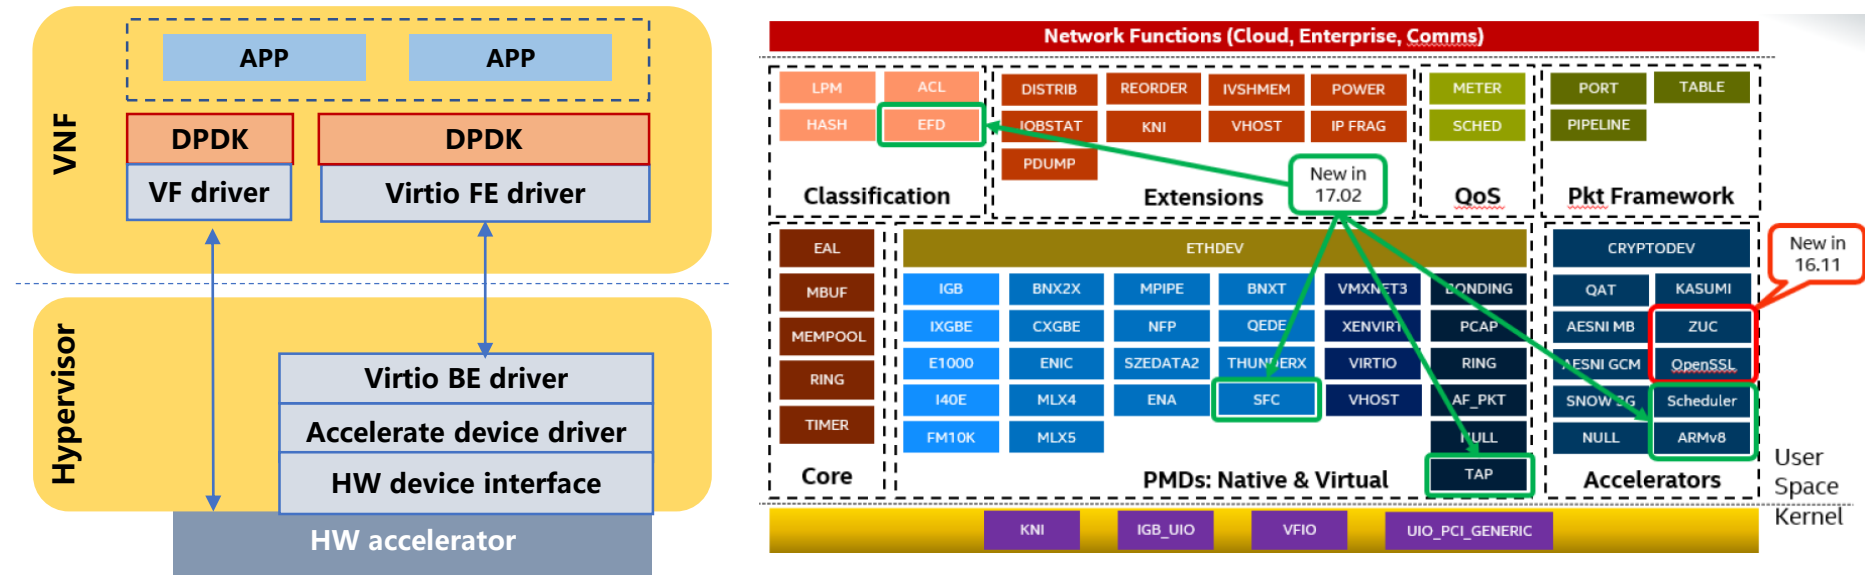 VNF
APP
APP
DPDK
DPDK
VF driver
Virtio FE driver
Hypervisor
Virtio BE driver
Accelerate device driver
HW device interface
HW accelerator
Network Functions (Cloud, Enterprise, Comms)
LPM
ACL
HASH
EFD
Classification
DISTRIB
REORDER
IVSHMEM
POWER
JOBSTAT
KNI
VHOST
IP FRAG
PDUMP
Extensions
New in
17.02
METER
SCHED
QoS
PORT
TABLE
PIPELINE
Pkt Framework
EAL
MBUF
MEMPOOL
RING
TIMER
Core
ETHDEV
IGB
BNX2X
MPIPE
BNXT
VMXNET3
BONDING
IXGBE
CXGBE
NFP
QEDE
XENVIRT
PCAP
E1000
ENIC
SZEDATA2
THUNDERX
VIRTIO
RING
I40E
MLX4
ENA
SFC
VHOST
AF_PKT
FM10K
MLX5
NULL
TAP
PMDs: Native & Virtual
CRYPTODEV
QAT
KASUMI
AESNI MB
ZUC
AESNI GCM
OpenSSL
SNOW 3G
Scheduler
NULL
ARMv8
Accelerators
New in
16.11
User
Space
Kernel
KNI
IGB_UIO
VFIO
UIO_PCI_GENERIC